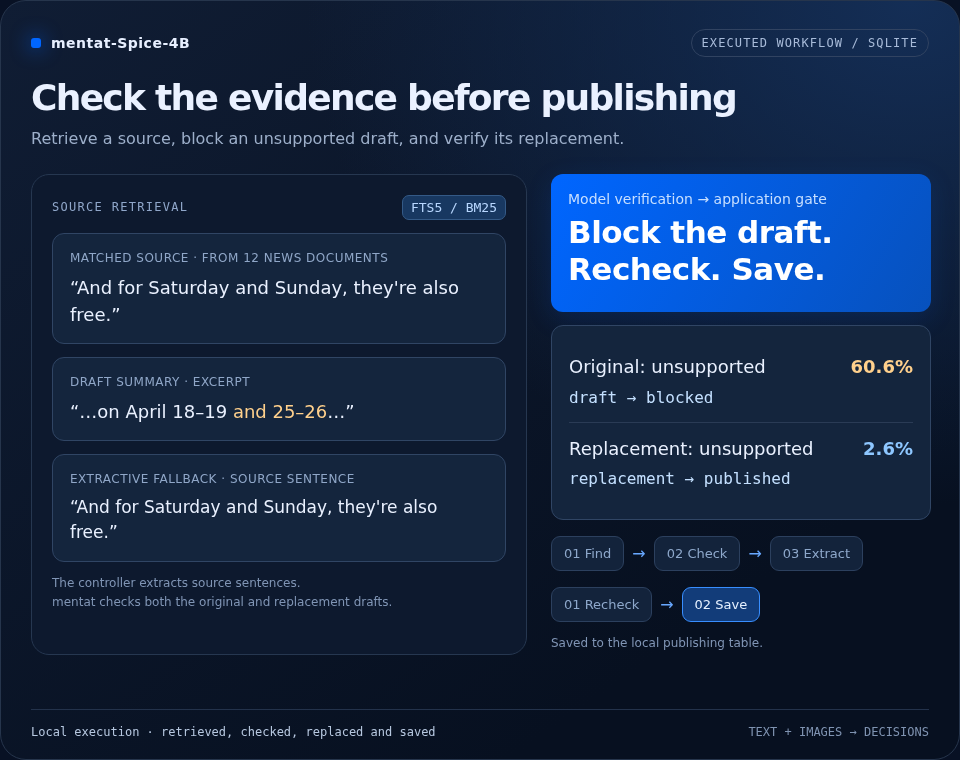 mentat-Spice-4B
EXECUTED WORKFLOW / SQLITE
Check the evidence before publishing
Retrieve a source, block an unsupported draft, and verify its replacement.
SOURCE RETRIEVAL
FTS5 / BM25
MATCHED SOURCE · FROM 12 NEWS DOCUMENTS
“And for Saturday and Sunday, they're also
free.”
DRAFT SUMMARY · EXCERPT
“…on April 18–19 and 25–26…”
EXTRACTIVE FALLBACK · SOURCE SENTENCE
“And for Saturday and Sunday, they're also
free.”
The controller extracts source sentences.
mentat checks both the original and replacement drafts.
Model verification → application gate
Block the draft.
Recheck. Save.
Original: unsupported 60.6%
draft → blocked
Replacement: unsupported 2.6%
replacement → published
01 Find → 02 Check → 03 Extract
01 Recheck → 02 Save
Saved to the local publishing table.
Local execution · retrieved, checked, replaced and saved
TEXT + IMAGES → DECISIONS